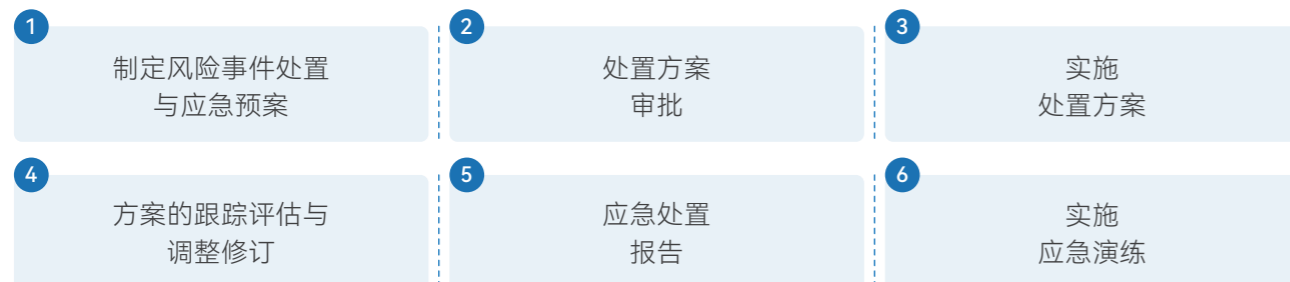 1
制定风险事件处置
与应急预案
2
处置方案
审批
3
实施
处置方案
4
方案的跟踪评估与
调整修订
5
应急处置
报告
6
实施
应急演练